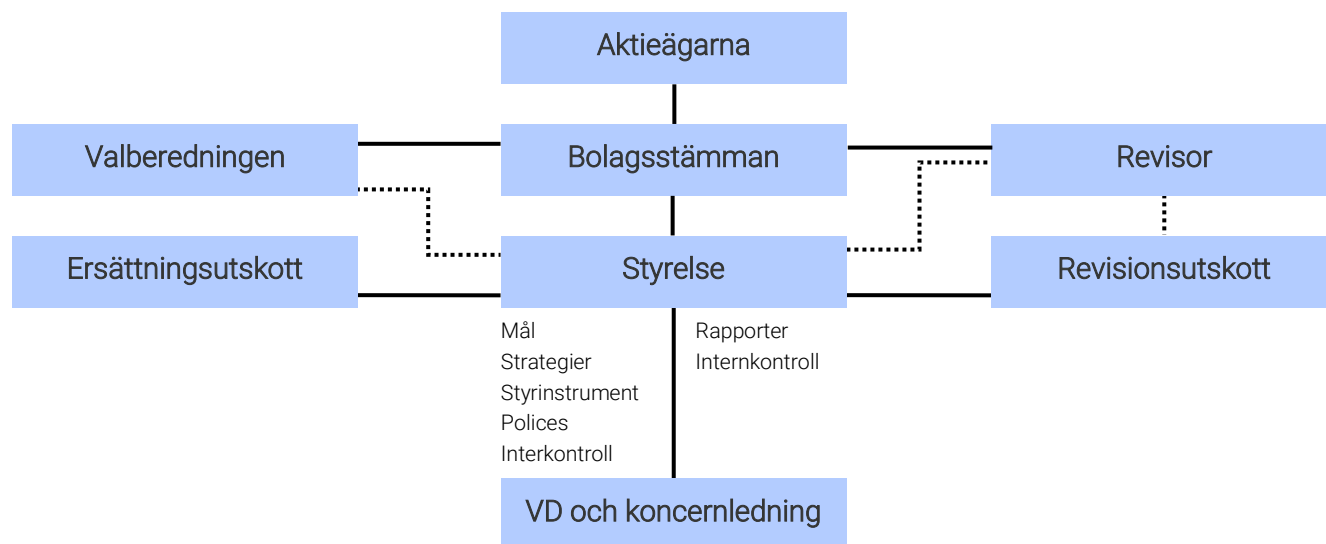 Aktieägarna
Valberedningen
Bolagsstämman
Revisor
Ersättningsutskott
Styrelse
Revisionsutskott
Mål
Strategier
Styrinstrument
Polices
Interkontroll
Rapporter
Internkontroll
VD och koncernledning